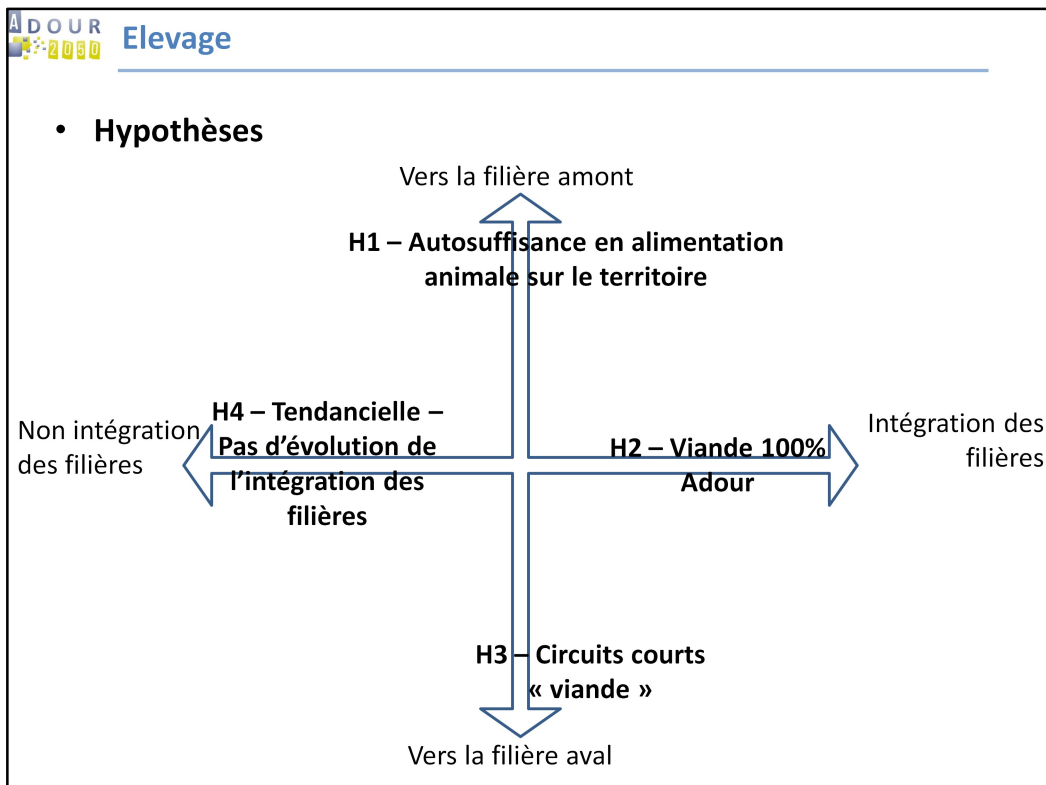 ADOUR
2050
Elevage
• Hypothèses
Vers la filière amont
H1 – Autosuffisance en alimentation
animale sur le territoire
Non intégration
des filières
H4 – Tendancielle –
Pas d'évolution de
l'intégration des
filières
H2 – Viande 100%
Adour
Intégration des
filières
H3 – Circuits courts
« viande »
Vers la filière aval